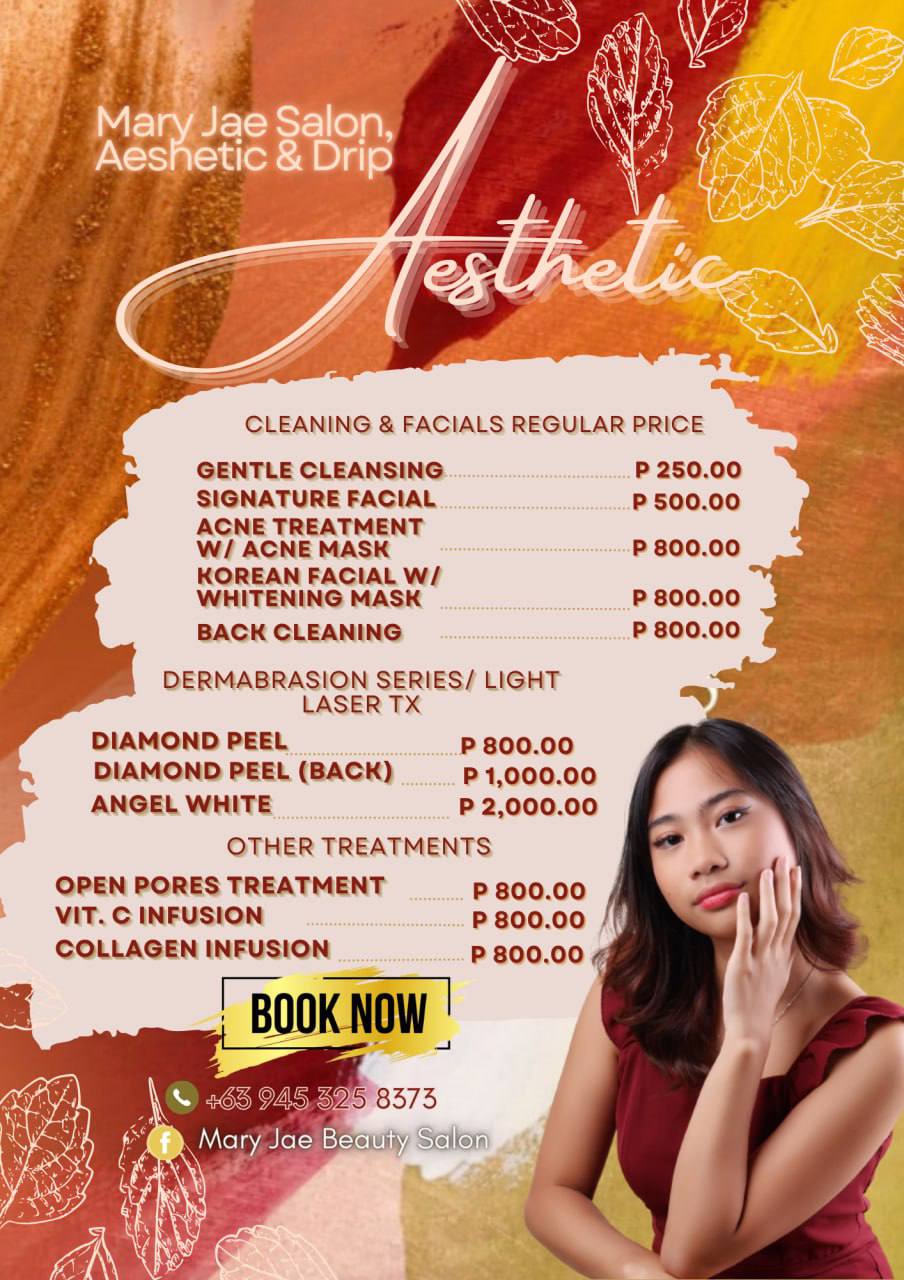 Mary Jae Salon,
Aeshetic & Drip
Aesthetic
CLEANING & FACIALS REGULAR PRICE
GENTLE CLEANSING P 250.00
SIGNATURE FACIAL P 500.00
ACNE TREATMENT
W/ ACNE MASK P 800.00
KOREAN FACIAL W/
WHITENING MASK P 800.00
BACK CLEANING P 800.00
DERMABRASION SERIES/ LIGHT
LASER TX
DIAMOND PEEL P 800.00
DIAMOND PEEL (BACK) P 1,000.00
ANGEL WHITE P 2,000.00
OTHER TREATMENTS
OPEN PORES TREATMENT P 800.00
VIT. C INFUSION P 800.00
COLLAGEN INFUSION P 800.00
BOOK NOW
+63 945 325 8373
f Mary Jae Beauty Salon